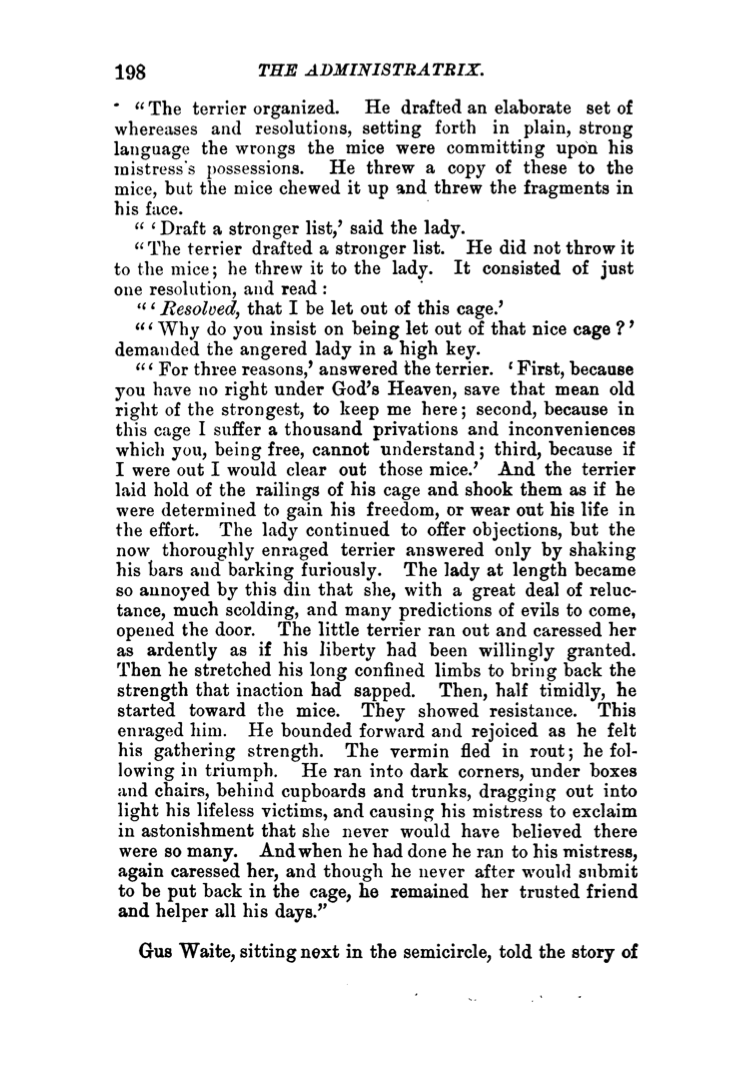 198 THE ADMINISTRATRIX.
"The terrier organized. He drafted an elaborate set of
whereases and resolutions, setting forth in plain, strong
language the wrongs the mice were committing upon his
mistress's possessions. He threw a copy of these to the
mice, but the mice chewed it up and threw the fragments in
his face.
" 'Draft a stronger list,' said the lady.
"The terrier drafted a stronger list. He did not throw it
to the mice; he threw it to the lady. It consisted of just
one resolution, and read :
"'Resolved, that I be let out of this cage.'
"'Why do you insist on being let out of that nice cage ?'
demanded the angered lady in a high key.
"'For three reasons,' answered the terrier. 'First, because
you have no right under God's Heaven, save that mean old
right of the strongest, to keep me here; second, because in
this cage I suffer a thousand privations and inconveniences
which you, being free, cannot understand; third, because if
I were out I would clear out those mice.' And the terrier
laid hold of the railings of his cage and shook them as if he
were determined to gain his freedom, or wear out his life in
the effort. The lady continued to offer objections, but the
now thoroughly enraged terrier answered only by shaking
his bars and barking furiously. The lady at length became
so annoyed by this din that she, with a great deal of reluc-
tance, much scolding, and many predictions of evils to come,
opened the door. The little terrier ran out and caressed her
as ardently as if his liberty had been willingly granted.
Then he stretched his long confined limbs to bring back the
strength that inaction had sapped. Then, half timidly, he
started toward the mice. They showed resistance. This
enraged him. He bounded forward and rejoiced as he felt
his gathering strength. The vermin fled in rout; he fol-
lowing in triumph. He ran into dark corners, under boxes
and chairs, behind cupboards and trunks, dragging out into
light his lifeless victims, and causing his mistress to exclaim
in astonishment that she never would have believed there
were so many. And when he had done he ran to his mistress,
again caressed her, and though he never after would submit
to be put back in the cage, he remained her trusted friend
and helper all his days."
Gus Waite, sitting next in the semicircle, told the story of